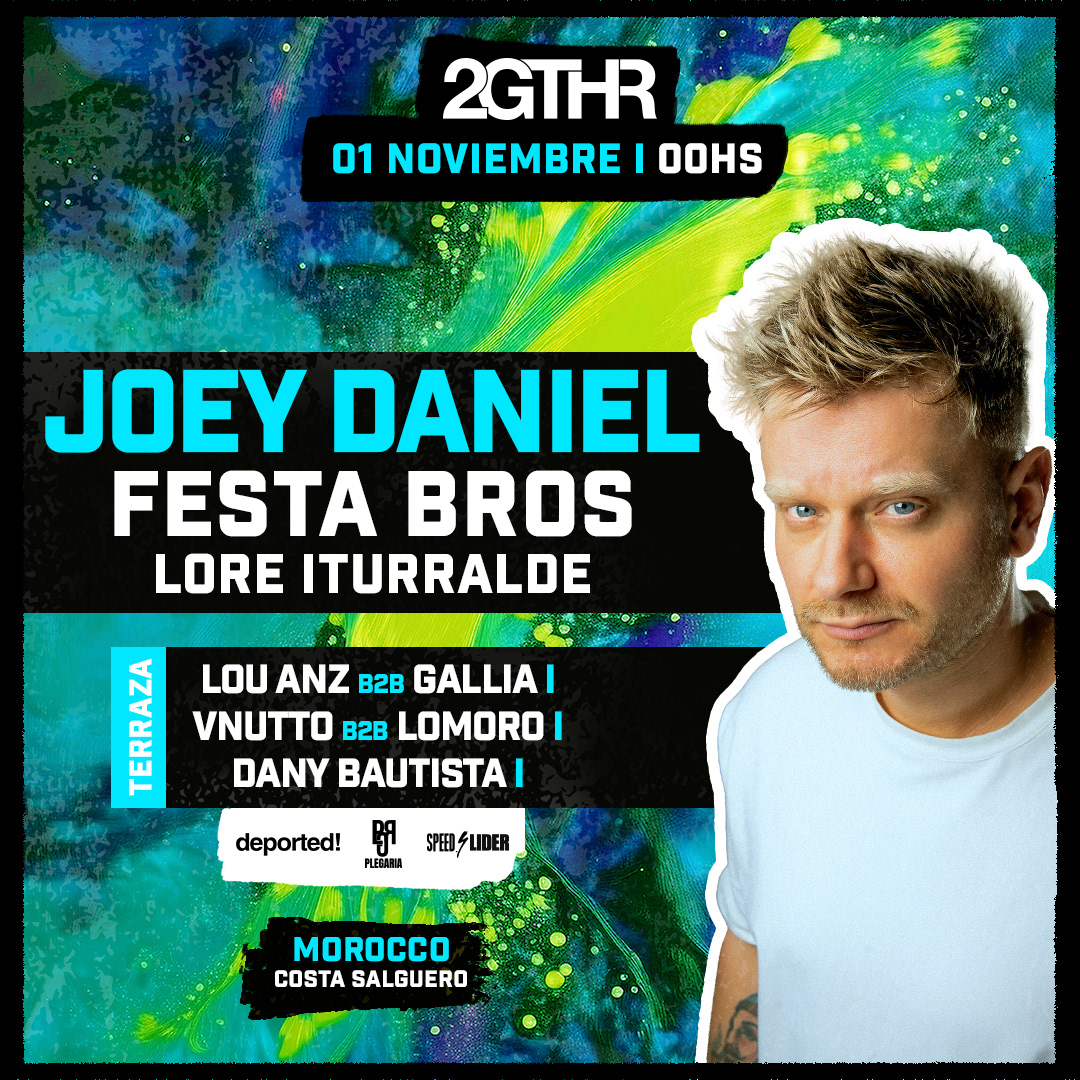 2GTHR
01 NOVIEMBRE | 00HS
JOEY DANIEL
FESTA BROS
LORE ITURRALDE
TERRAZA
LOU ANZ B2B GALLIA |
VNUTTO B2B LOMORO |
DANY BAUTISTA |
deported!
PLEGARIA
SPEED LIDER
MOROCCO
COSTA SALGUERO